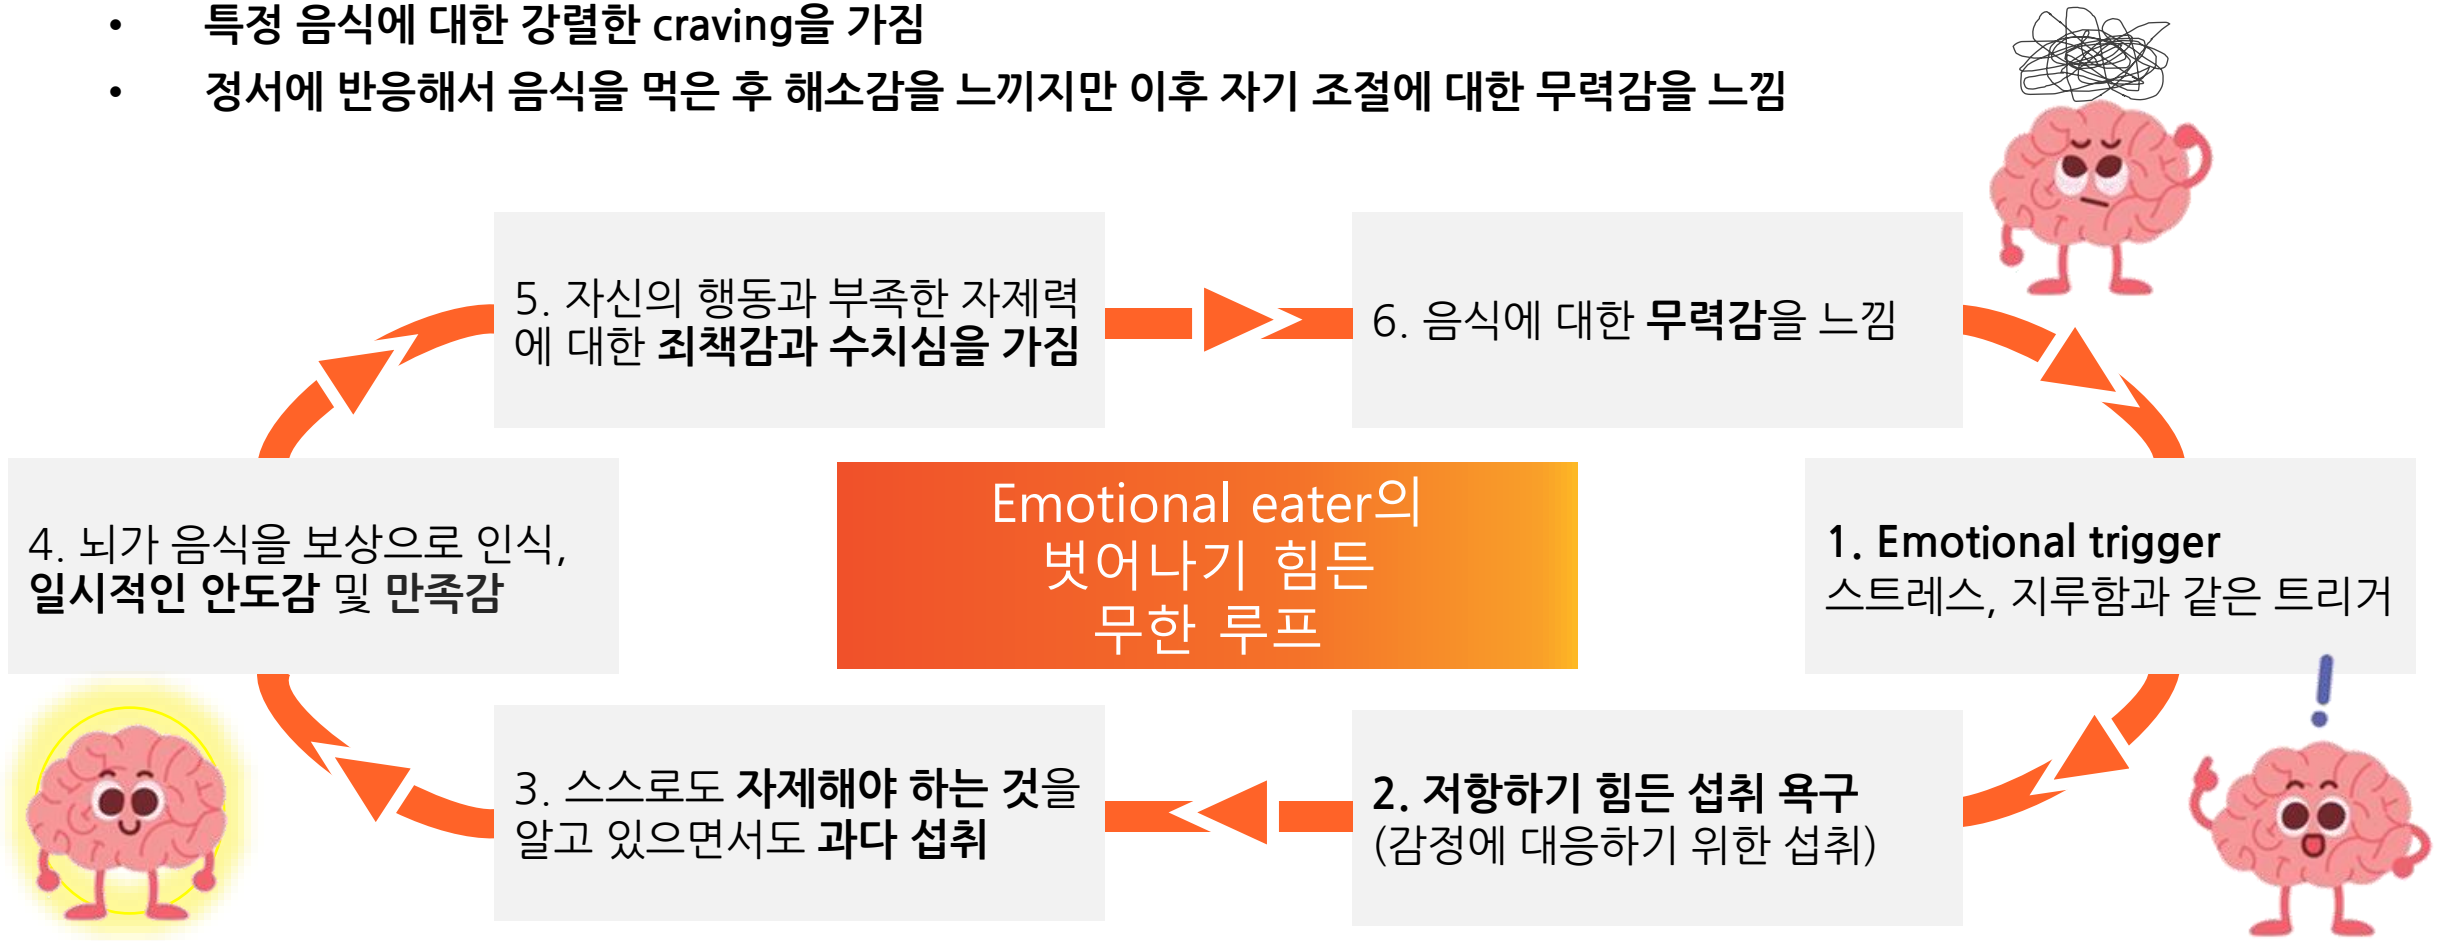 • 특정 음식에 대한 강렬한 craving을 가짐
• 정서에 반응해서 음식을 먹은 후 해소감을 느끼지만 이후 자기 조절에 대한 무력감을 느낌
5. 자신의 행동과 부족한 자제력
에 대한 죄책감과 수치심을 가짐
6. 음식에 대한 무력감을 느낌
4. 뇌가 음식을 보상으로 인식,
일시적인 안도감 및 만족감
Emotional eater의
벗어나기 힘든
무한 루프
1. Emotional trigger
스트레스, 지루함과 같은 트리거
3. 스스로도 자제해야 하는 것을
알고 있으면서도 과다 섭취
2. 저항하기 힘든 섭취 욕구
(감정에 대응하기 위한 섭취)